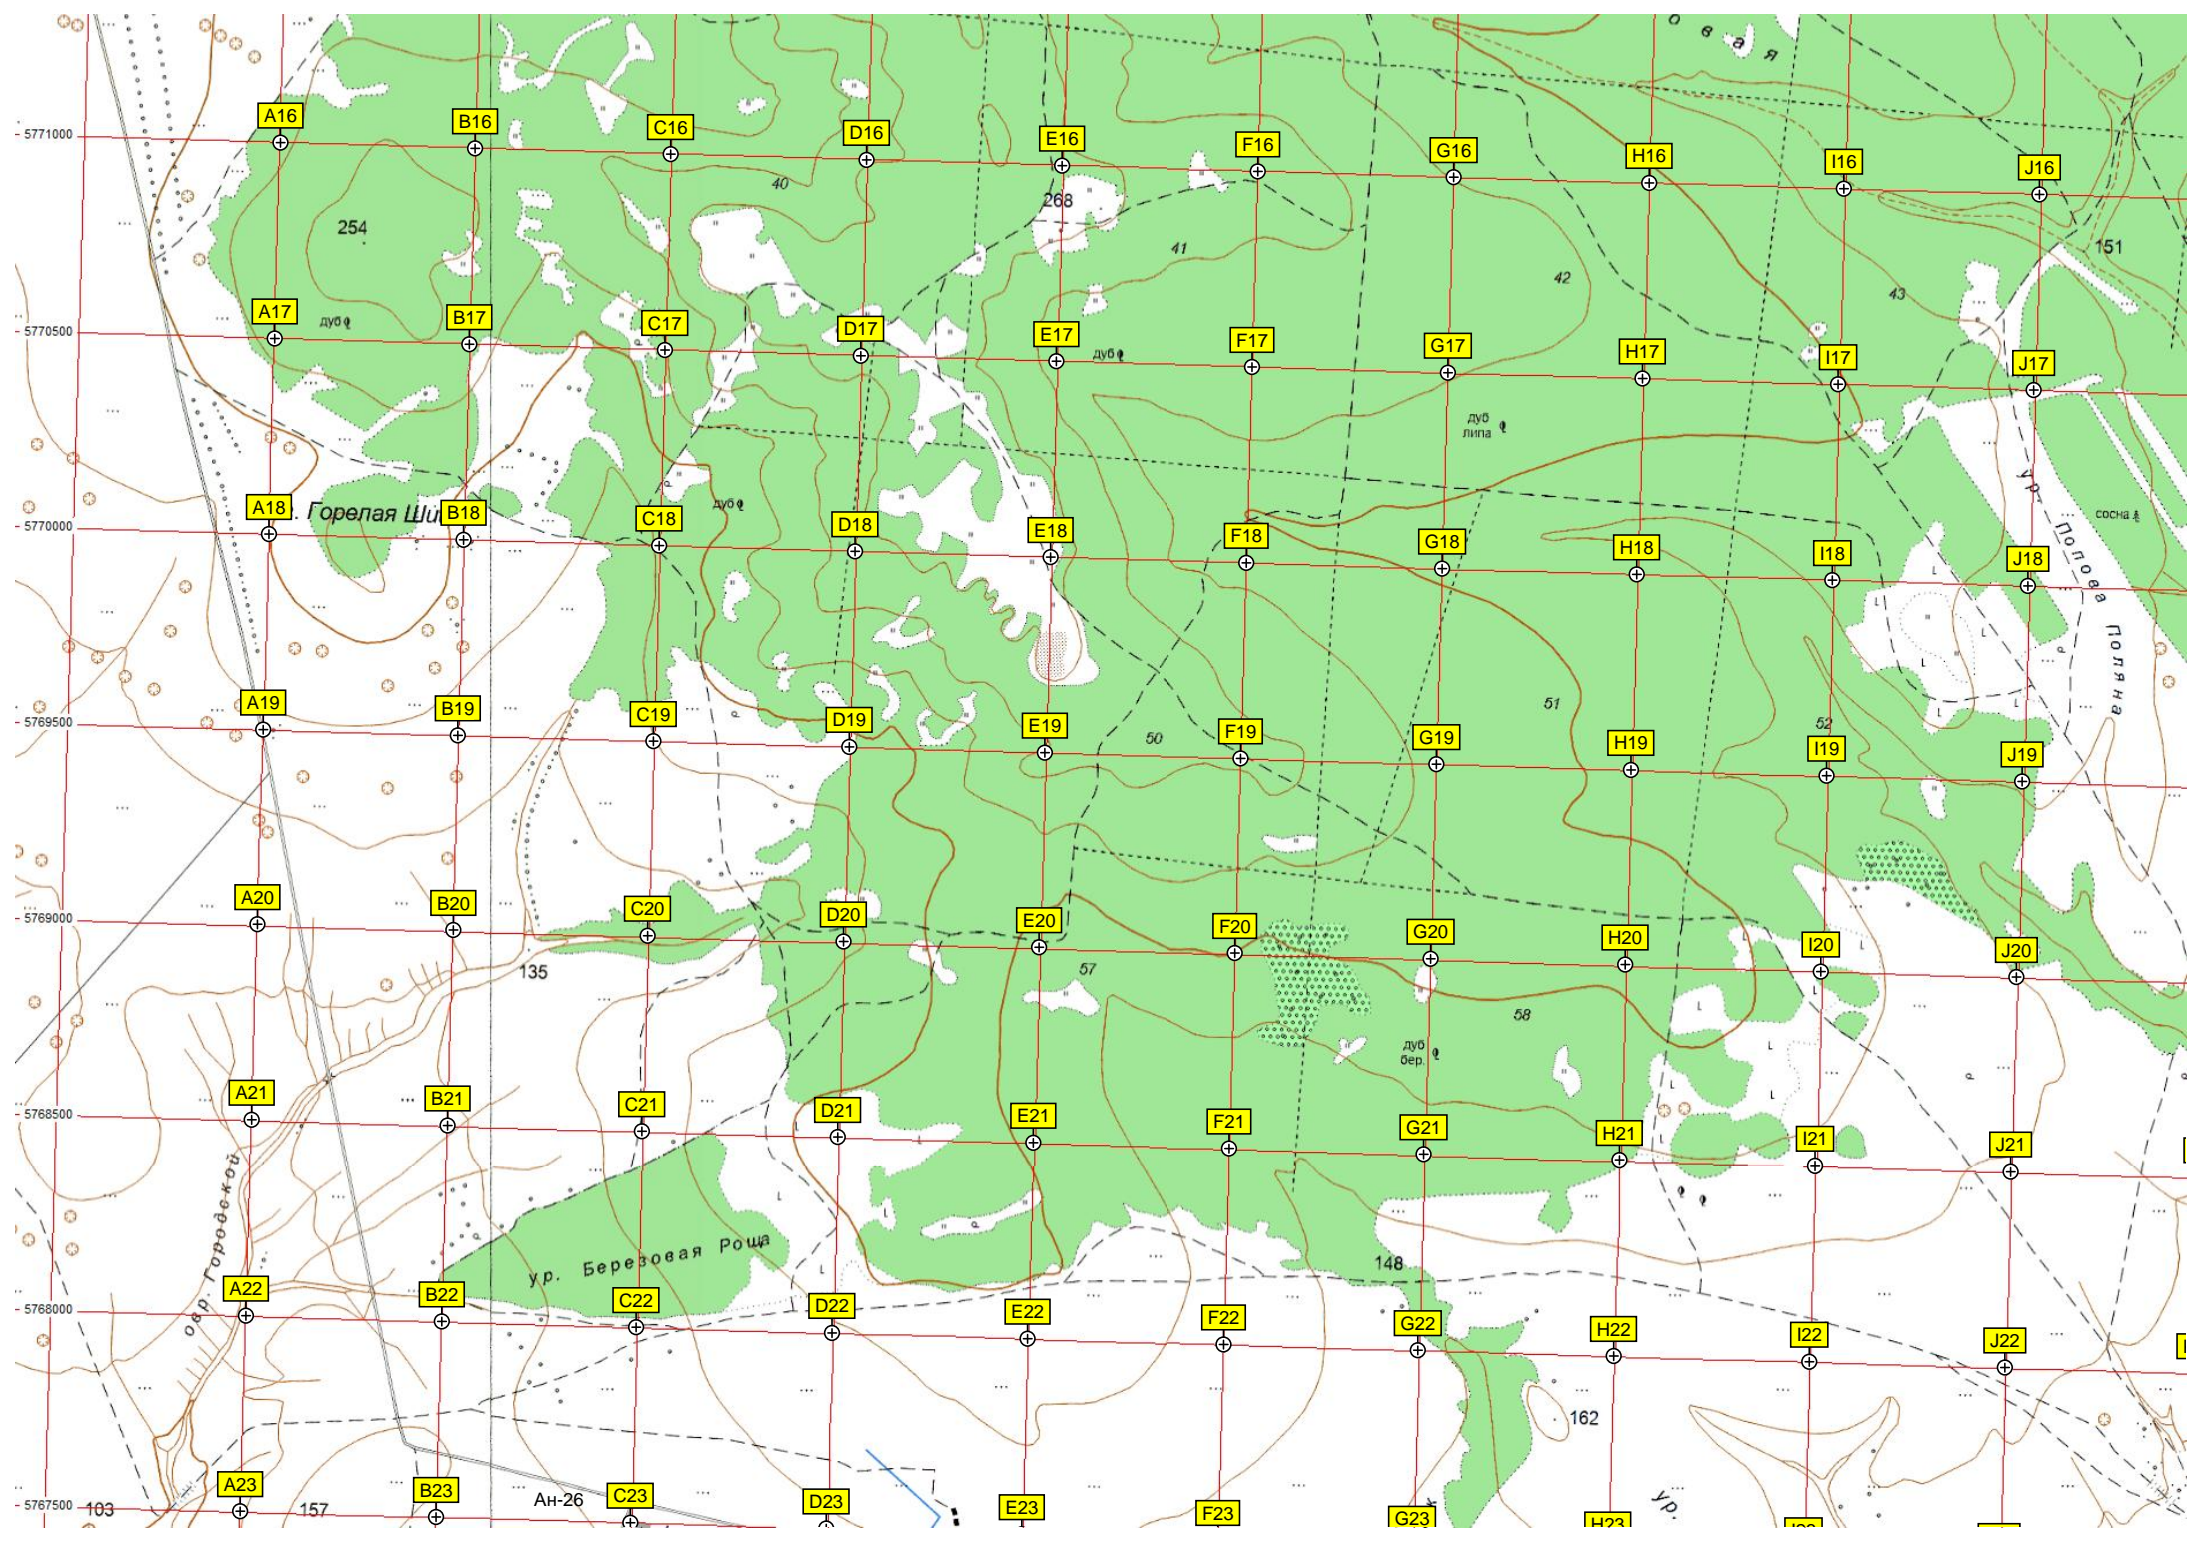 о в а я
A16 B16 C16 D16 E16 F16 G16 H16 I16 J16
5771000
40
268
254
41
151
42
43
A17 B17 C17 D17 E17 F17 G17 H17 I17 J17
5770500
дуб
дуб
дуб
липа
дуб
сосна
ур. Попова Поляна
A18 B18 C18 D18 E18 F18 G18 H18 I18 J18
. Горелая
5770000
51
52
50
A19 B19 C19 D19 E19 F19 G19 H19 I19 J19
5769500
A20 B20 C20 D20 E20 F20 G20 H20 I20 J20
5769000
135
57
58
дуб
бер.
A21 B21 C21 D21 E21 F21 G21 H21 I21 J21
5768500
овр. Городской
ур. Березовая Роща
148
A22 B22 C22 D22 E22 F22 G22 H22 I22 J22
5768000
162
A23 B23 C23 D23 E23 F23 G23 H23
5767500
103
157
Ан-26
ур.